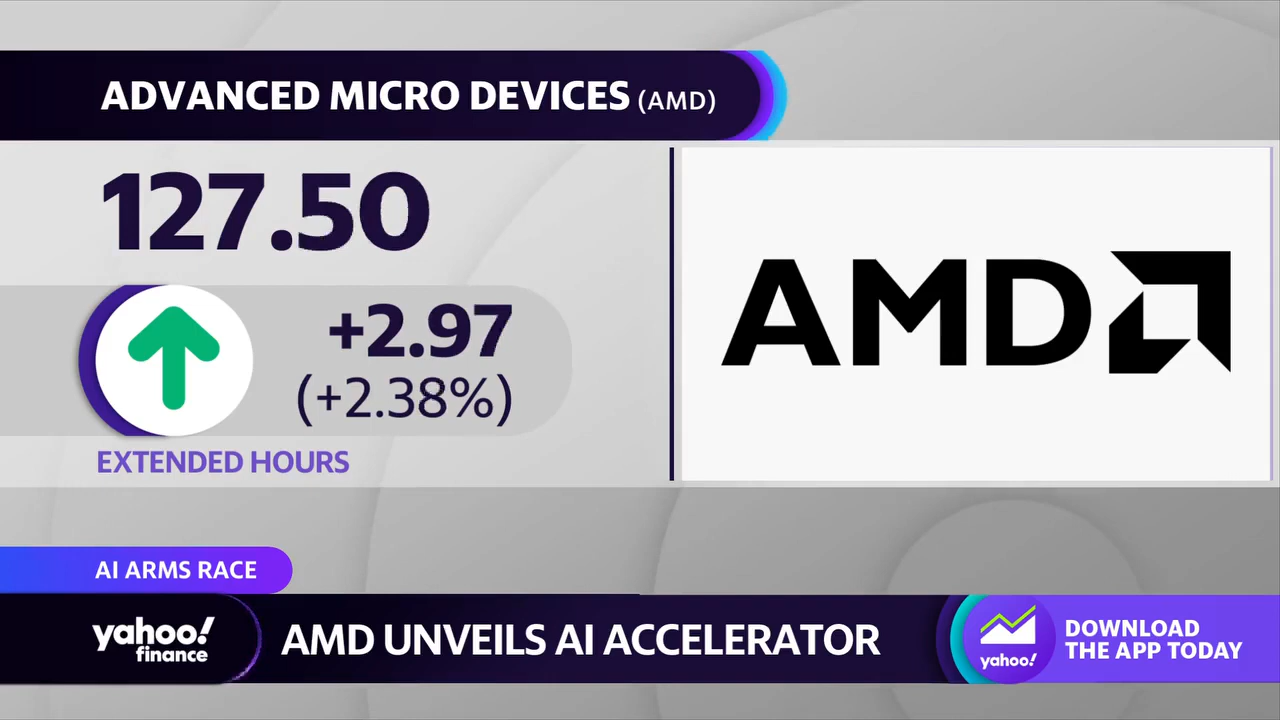 ADVANCED MICRO DEVICES (AMD)
127.50
+2.97
(+2.38%)
EXTENDED HOURS
AMD
AI ARMS RACE
yahoo!
finance
AMD UNVEILS AI ACCELERATOR
yahoo!
DOWNLOAD
THE APP TODAY